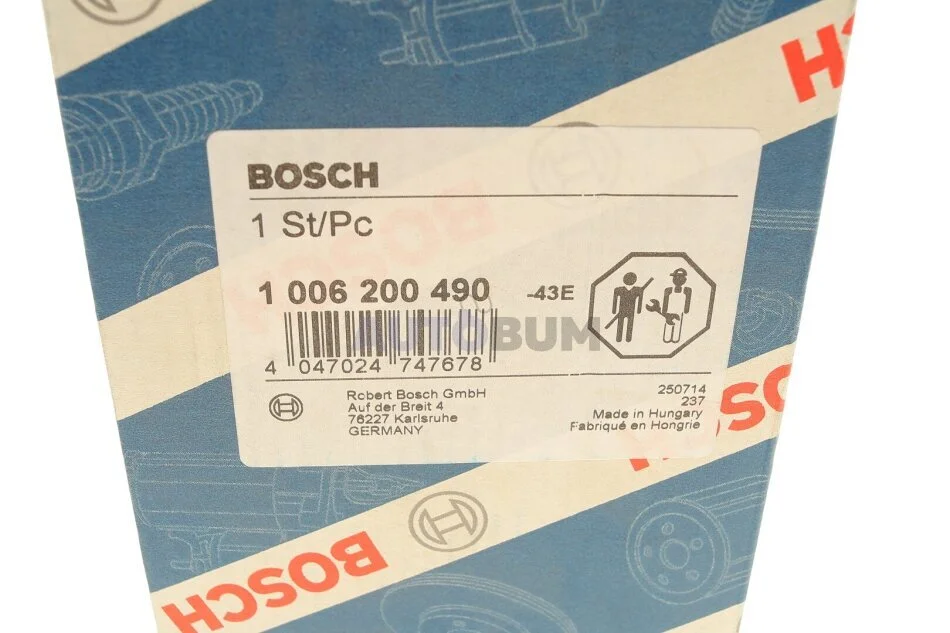 SH
BOSCH
1 St/Pc
BOSCH
1 006 200 490 -43E
AUTOBUM
4 047024 747678
Robert Bosch GmbH
Auf der Breit 4
76227 Karlsruhe
GERMANY
250714
237
Made in Hungary
Fabriqué en Hongrie
BOSCH
BOSCH